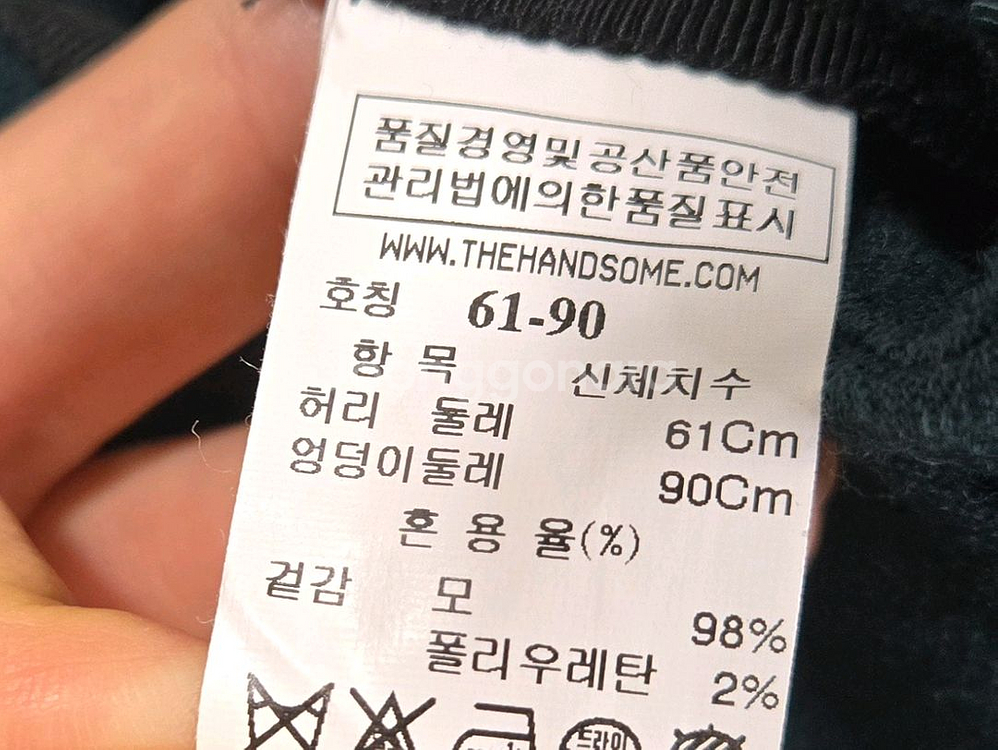 품질경영및공산품안전
관리법에의한품질표시
WWW.THEHANDSOME.COM
호칭 61-90
항 목 신체치수
허리 둘레 61Cm
엉덩이둘레 90Cm
혼 용 율(%)
겉감 모 98%
폴리우레탄 2%
드라이